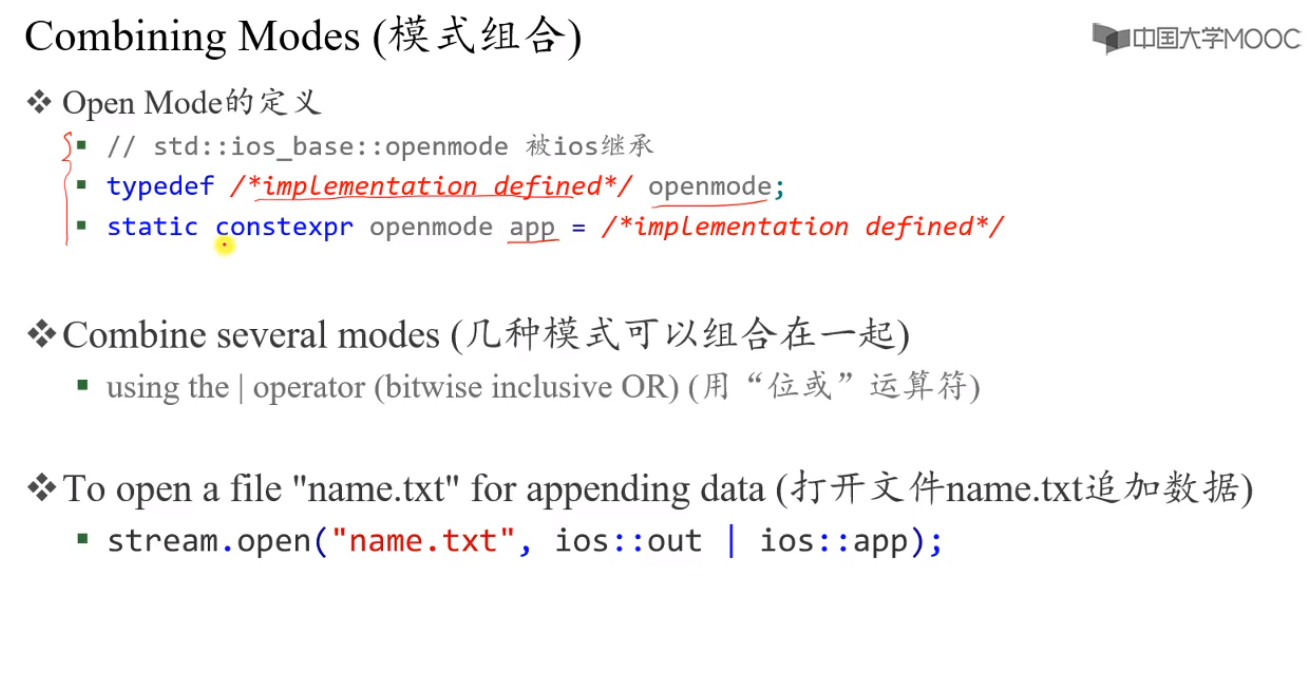 Combining Modes (模式组合)
中国大学MOOC
Open Mode的定义
// std::ios_base::openmode 被ios继承
typedef /*implementation defined*/ openmode;
static constexpr openmode app = /*implementation defined*/
Combine several modes (几种模式可以组合在一起)
using the | operator (bitwise inclusive OR) (用“位或”运算符)
To open a file "name.txt" for appending data (打开文件name.txt追加数据)
stream.open("name.txt", ios::out | ios::app);